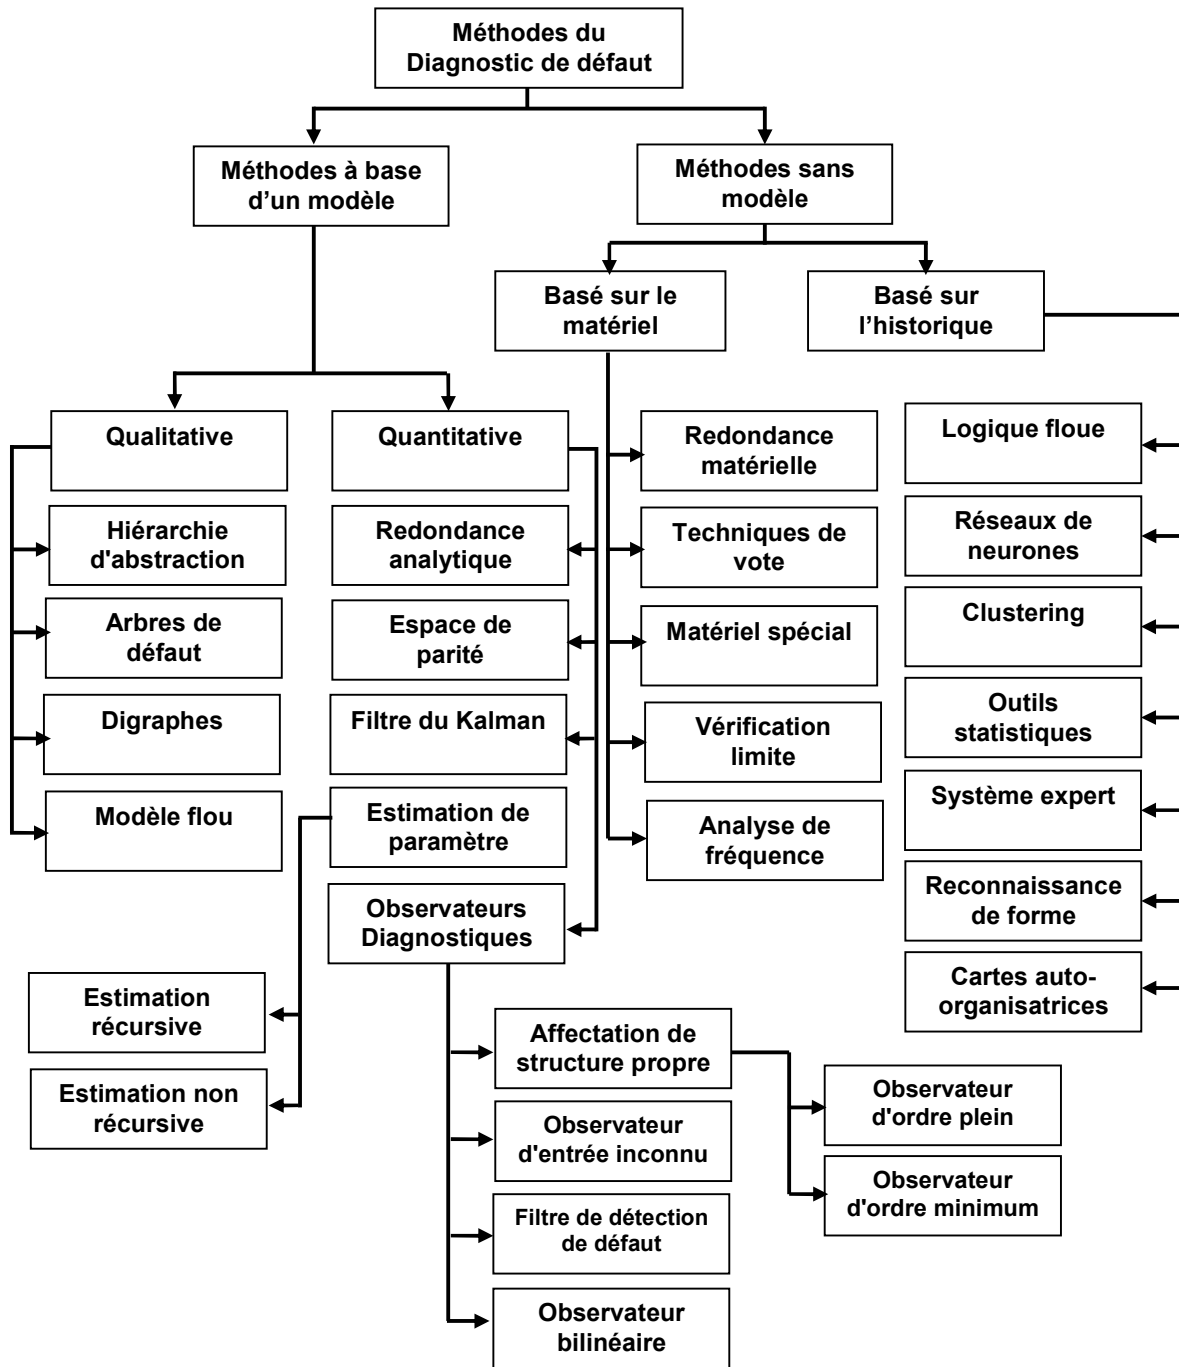 Méthodes du
Diagnostic de défaut
Méthodes à base
d’un modèle
Méthodes sans
modèle
Basé sur le
matériel
Basé sur
l’historique
Qualitative
Quantitative
Redondance
matérielle
Logique floue
Hiérarchie
d'abstraction
Redondance
analytique
Techniques de
vote
Réseaux de
neurones
Arbres de
défaut
Espace de
parité
Matériel spécial
Clustering
Digraphes
Filtre du Kalman
Vérification
limite
Outils
statistiques
Modèle flou
Estimation de
paramètre
Analyse de
fréquence
Système expert
Observateurs
Diagnostiques
Reconnaissance
de forme
Estimation
récursive
Cartes auto-
organisatrices
Affectation de
structure propre
Estimation non
récursive
Observateur
d'ordre plein
Observateur
d'entrée inconnu
Observateur
d'ordre minimum
Filtre de détection
de défaut
Observateur
bilinéaire